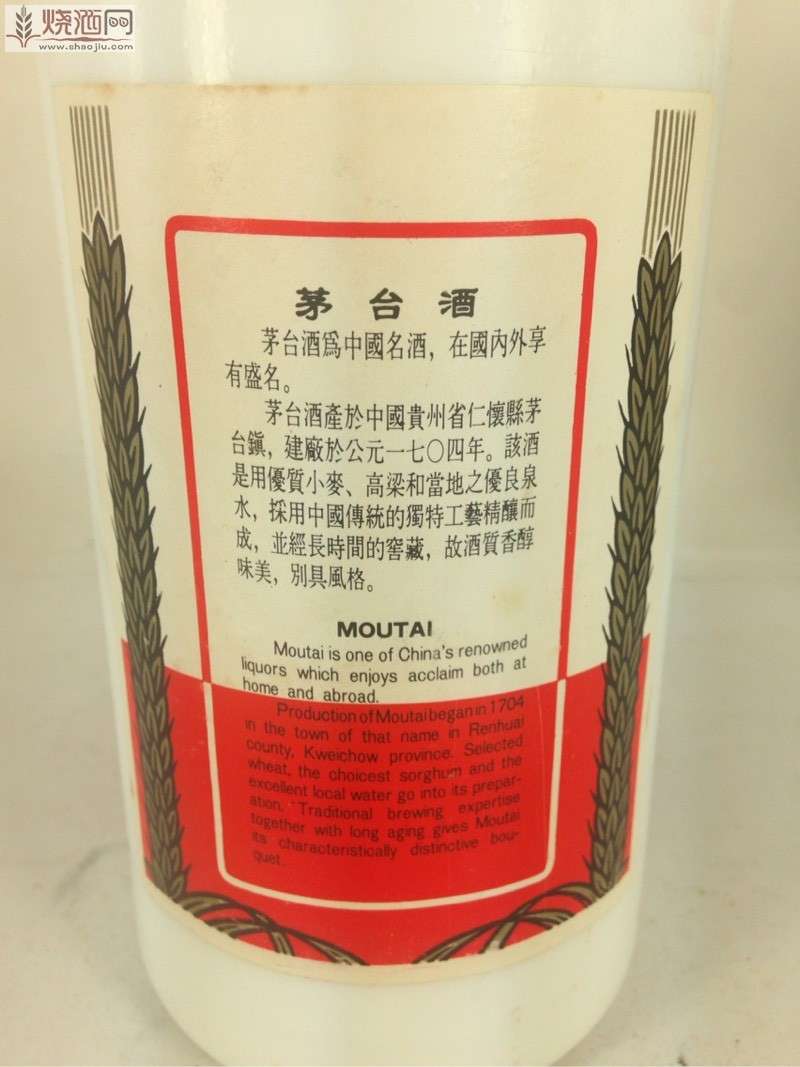 烧酒网
www.shaojiu.com
茅台酒
茅台酒爲中國名酒，在國內外享
有盛名。
茅台酒產於中國貴州省仁懷縣茅
台鎮，建廠於公元一七〇四年。該酒
是用優質小麥、高梁和當地之優良泉
水，採用中國傳統的獨特工藝精釀而
成，並經長時間的窖藏，故酒質香醇
味美，別具風格。
MOUTAI
Moutai is one of China's renowned
liquors which enjoys acclaim both at
home and abroad.
Production of Moutai began in 1704
in the town of that name in Renhuai
county, Kweichow province. Selected
wheat, the choicest sorghum and the
excellent local water go into its prepar-
ation. Traditional brewing expertise
together with long aging gives Moutai
its characteristically distinctive bou-
quet.